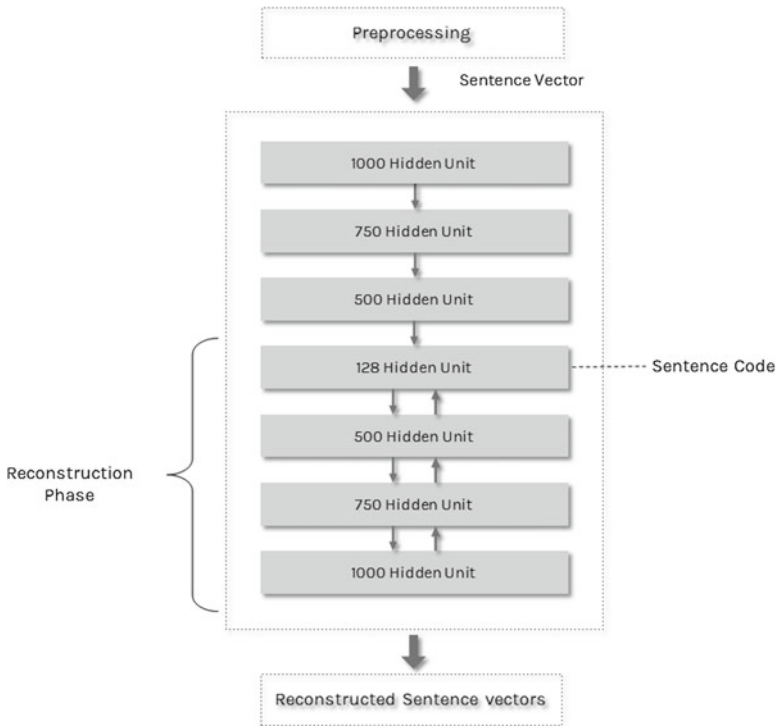 Preprocessing
Sentence Vector
1000 Hidden Unit
750 Hidden Unit
500 Hidden Unit
128 Hidden Unit
Sentence Code
500 Hidden Unit
Reconstruction
Phase
750 Hidden Unit
1000 Hidden Unit
Reconstructed Sentence vectors